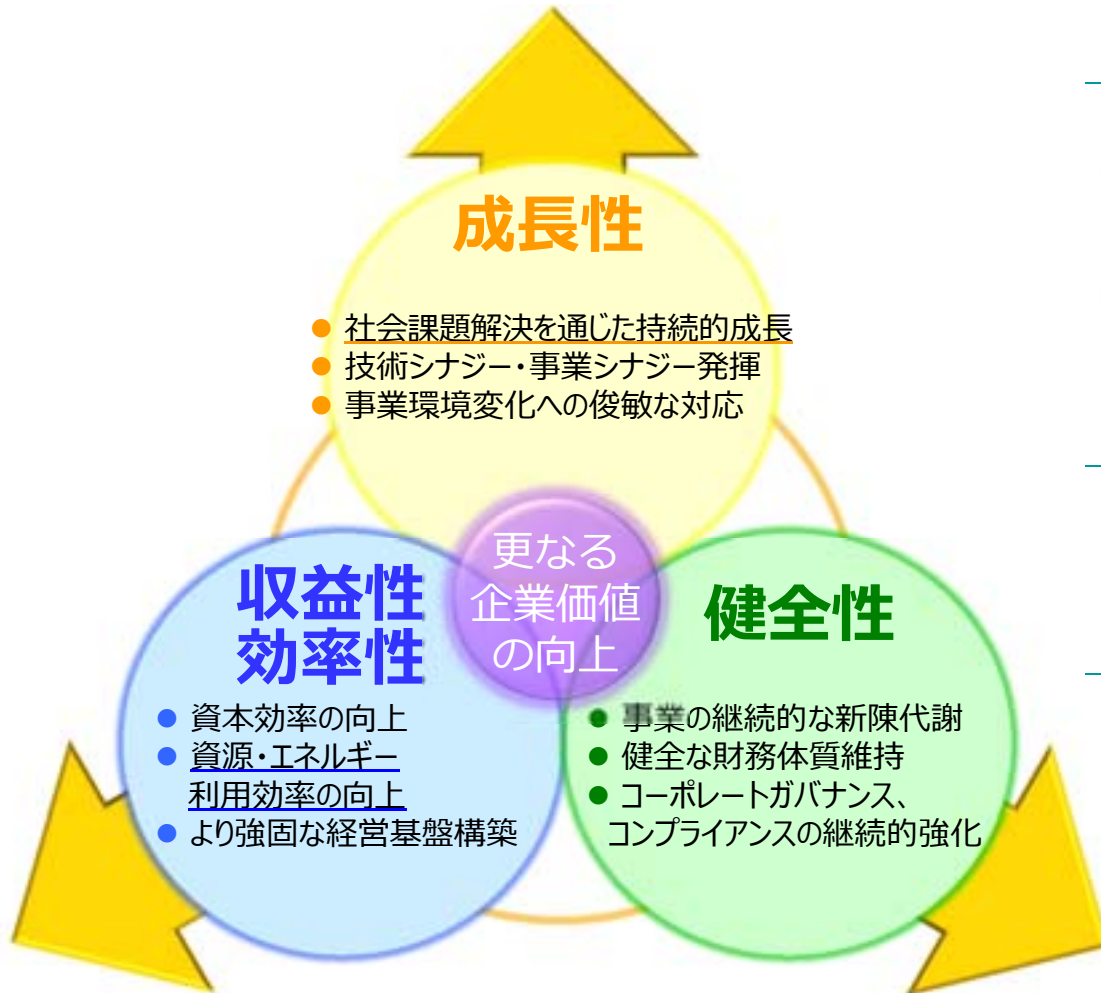 成長性
● 社会課題解決を通じた持続的成長
● 技術シナジー・事業シナジー発揮
● 事業環境変化への俊敏な対応
更なる
企業価値
の向上
収益性
効率性
● 資本効率の向上
● 資源・エネルギー
利用効率の向上
● より強固な経営基盤構築
健全性
● 事業の継続的な新陳代謝
● 健全な財務体質維持
● コーポレートガバナンス、
コンプライアンスの継続的強化